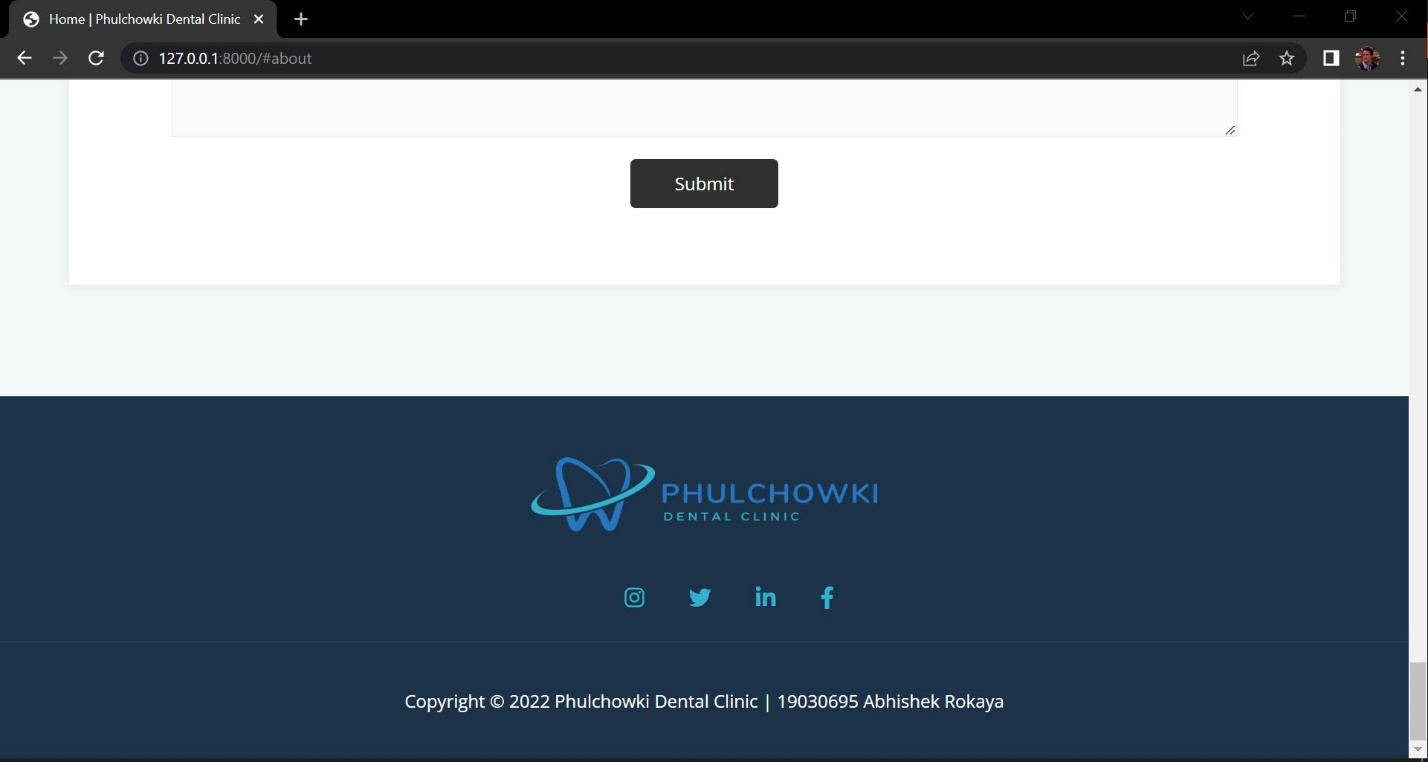 Home | Phulchowki Dental Clinic
127.0.0.1:8000/#about
Submit
PHULCHOWKI
DENTAL CLINIC
Copyright © 2022 Phulchowki Dental Clinic | 19030695 Abhishek Rokaya